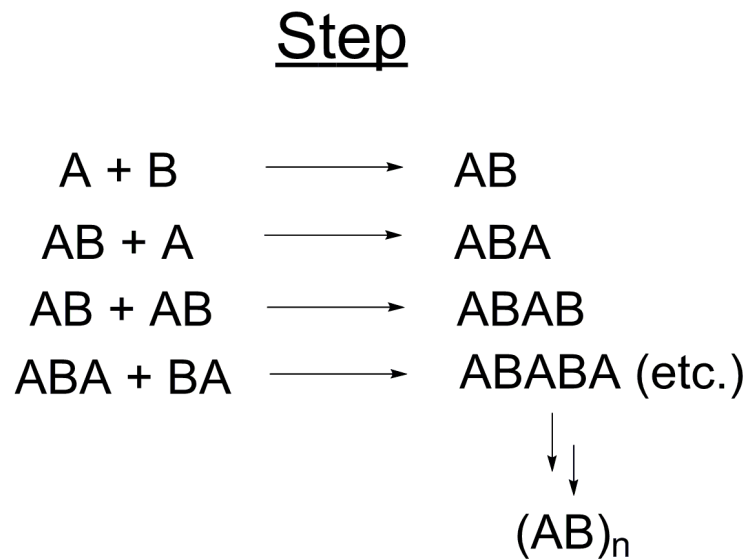 Step
A + B → AB
AB + A → ABA
AB + AB → ABAB
ABA + BA → ABABA (etc.)
(AB)n